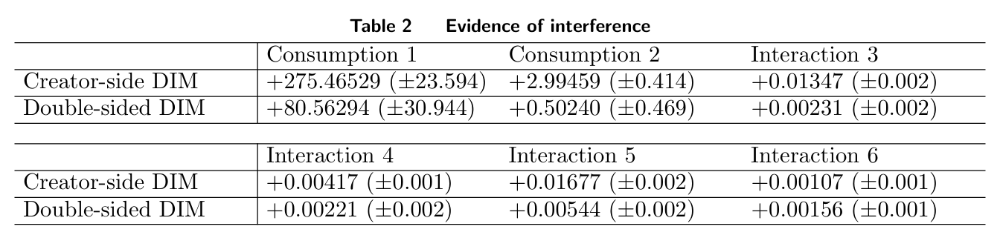 Table 2 Evidence of interference
Consumption 1 Consumption 2 Interaction 3
Creator-side DIM +275.46529 (±23.594) +2.99459 (±0.414) +0.01347 (±0.002)
Double-sided DIM +80.56294 (±30.944) +0.50240 (±0.469) +0.00231 (±0.002)
Interaction 4 Interaction 5 Interaction 6
Creator-side DIM +0.00417 (±0.001) +0.01677 (±0.002) +0.00107 (±0.001)
Double-sided DIM +0.00221 (±0.002) +0.00544 (±0.002) +0.00156 (±0.001)